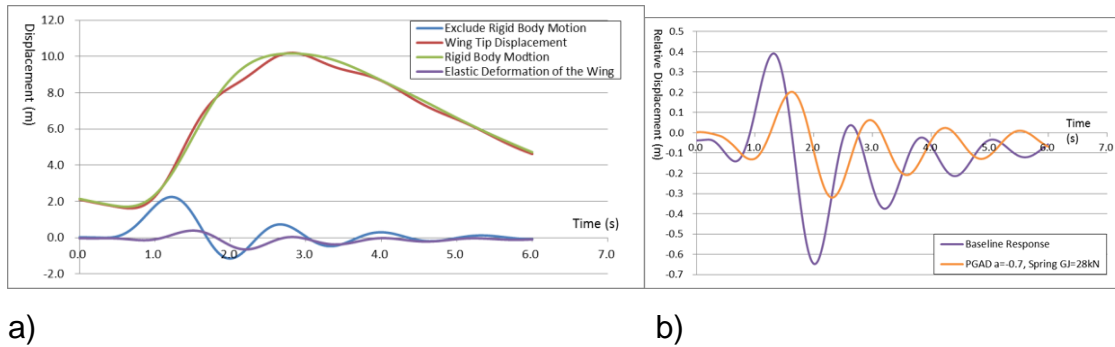 Displacement (m)
12.0
10.0
8.0
6.0
4.0
2.0
0.0
-2.0
Exclude Rigid Body Motion
Wing Tip Displacement
Rigid Body Modtion
Elastic Deformation of the Wing
Time (s)
0.0 1.0 2.0 3.0 4.0 5.0 6.0 7.0
a)
Relative Displacement (m)
0.5
0.4
0.3
0.2
0.1
0.0
-0.1
-0.2
-0.3
-0.4
-0.5
-0.6
-0.7
Time
(s)
0.0 1.0 2.0 3.0 4.0 5.0 6.0
Baseline Response
PGAD a=-0.7, Spring GJ=28kN
b)